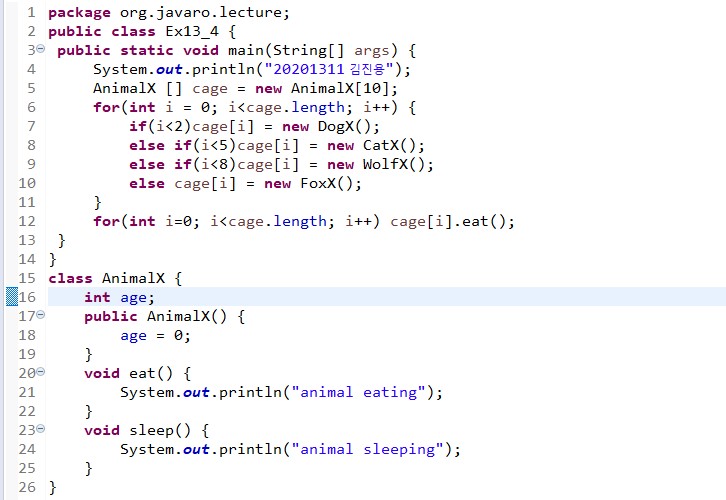 1 package org.javaro.lecture;
2 public class Ex13_4 {
3 public static void main(String[] args) {
4 System.out.println("20201311 김진용");
5 AnimalX [] cage = new AnimalX[10];
6 for(int i = 0; i<cage.length; i++) {
7 if(i<2)cage[i] = new DogX();
8 else if(i<5)cage[i] = new CatX();
9 else if(i<8)cage[i] = new WolfX();
10 else cage[i] = new FoxX();
11 }
12 for(int i=0; i<cage.length; i++) cage[i].eat();
13 }
14 }
15 class AnimalX {
16 int age;
17 public AnimalX() {
18 age = 0;
19 }
20 void eat() {
21 System.out.println("animal eating");
22 }
23 void sleep() {
24 System.out.println("animal sleeping");
25 }
26 }